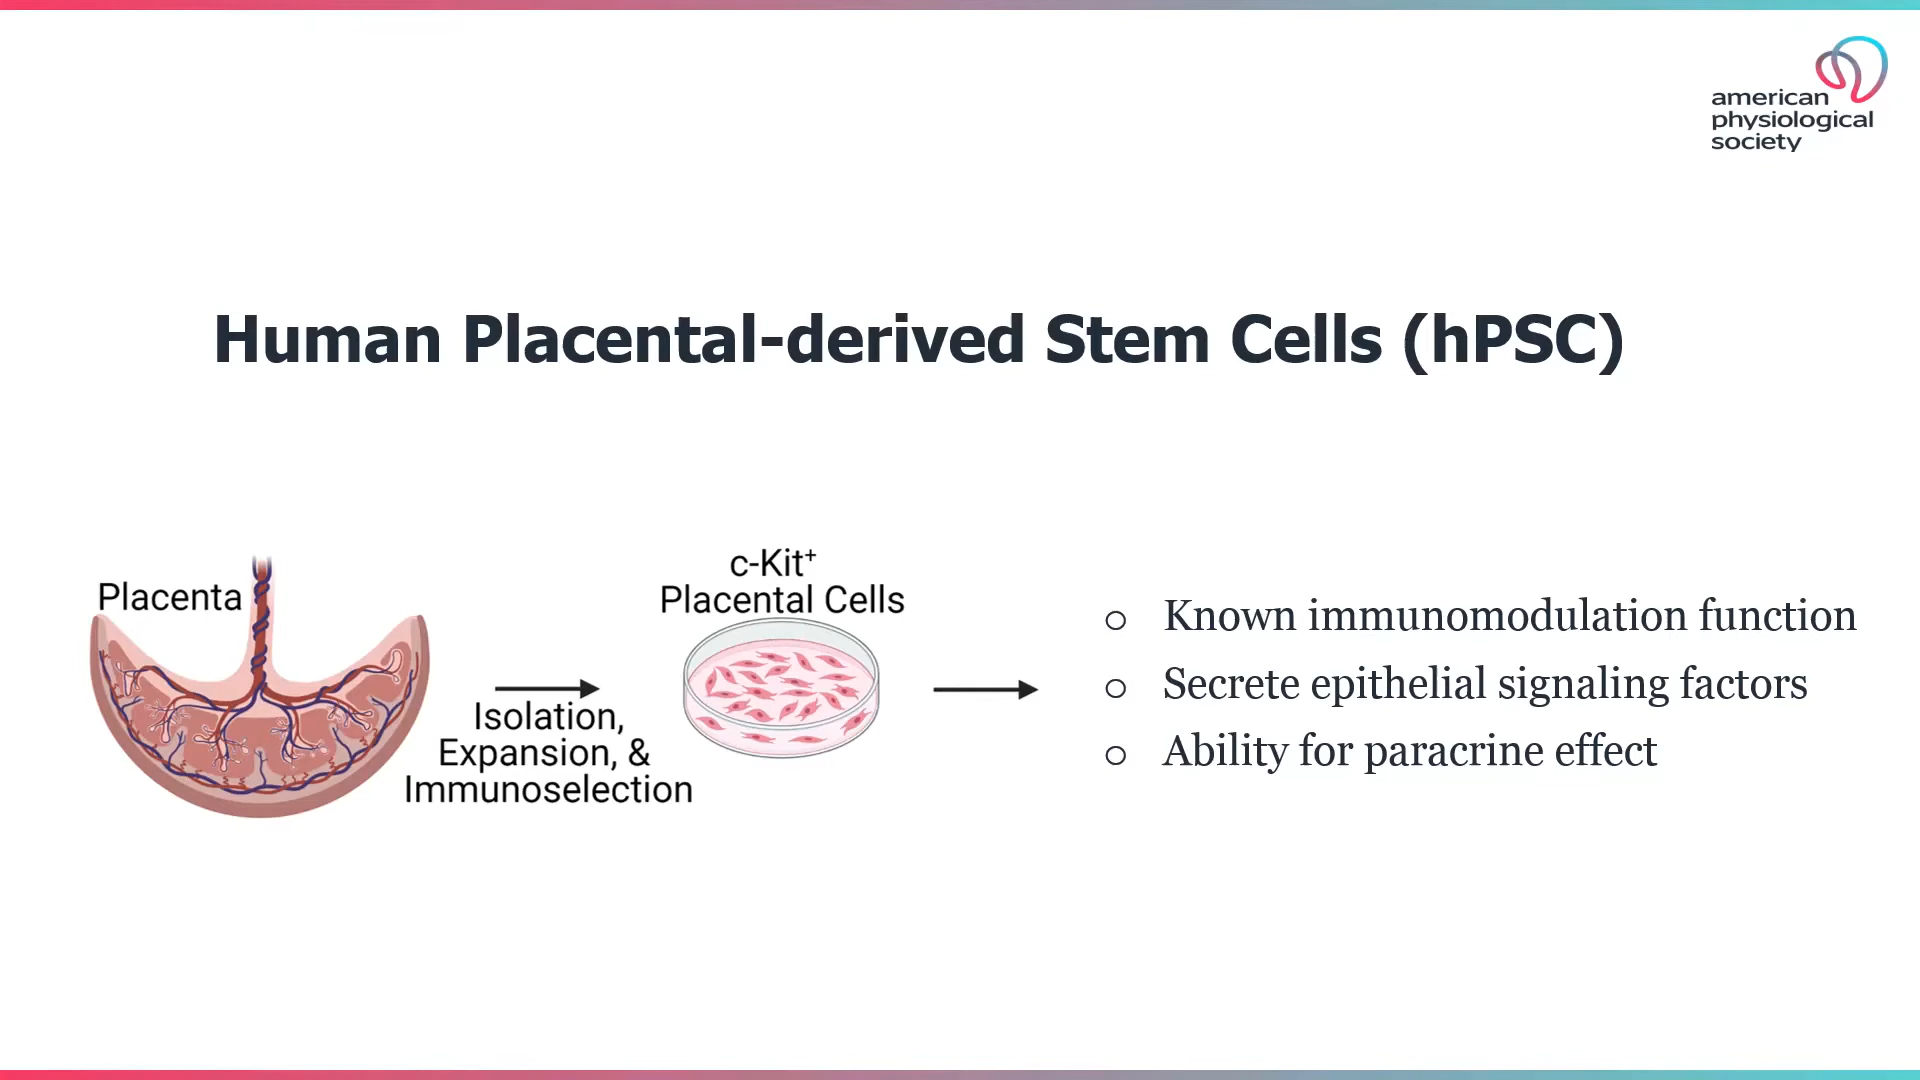 american
physiological
society
Human Placental-derived Stem Cells (hPSC)
Placenta
Isolation,
Expansion, &
Immunoselection
c-Kit⁺
Placental Cells
○ Known immunomodulation function
○ Secrete epithelial signaling factors
○ Ability for paracrine effect